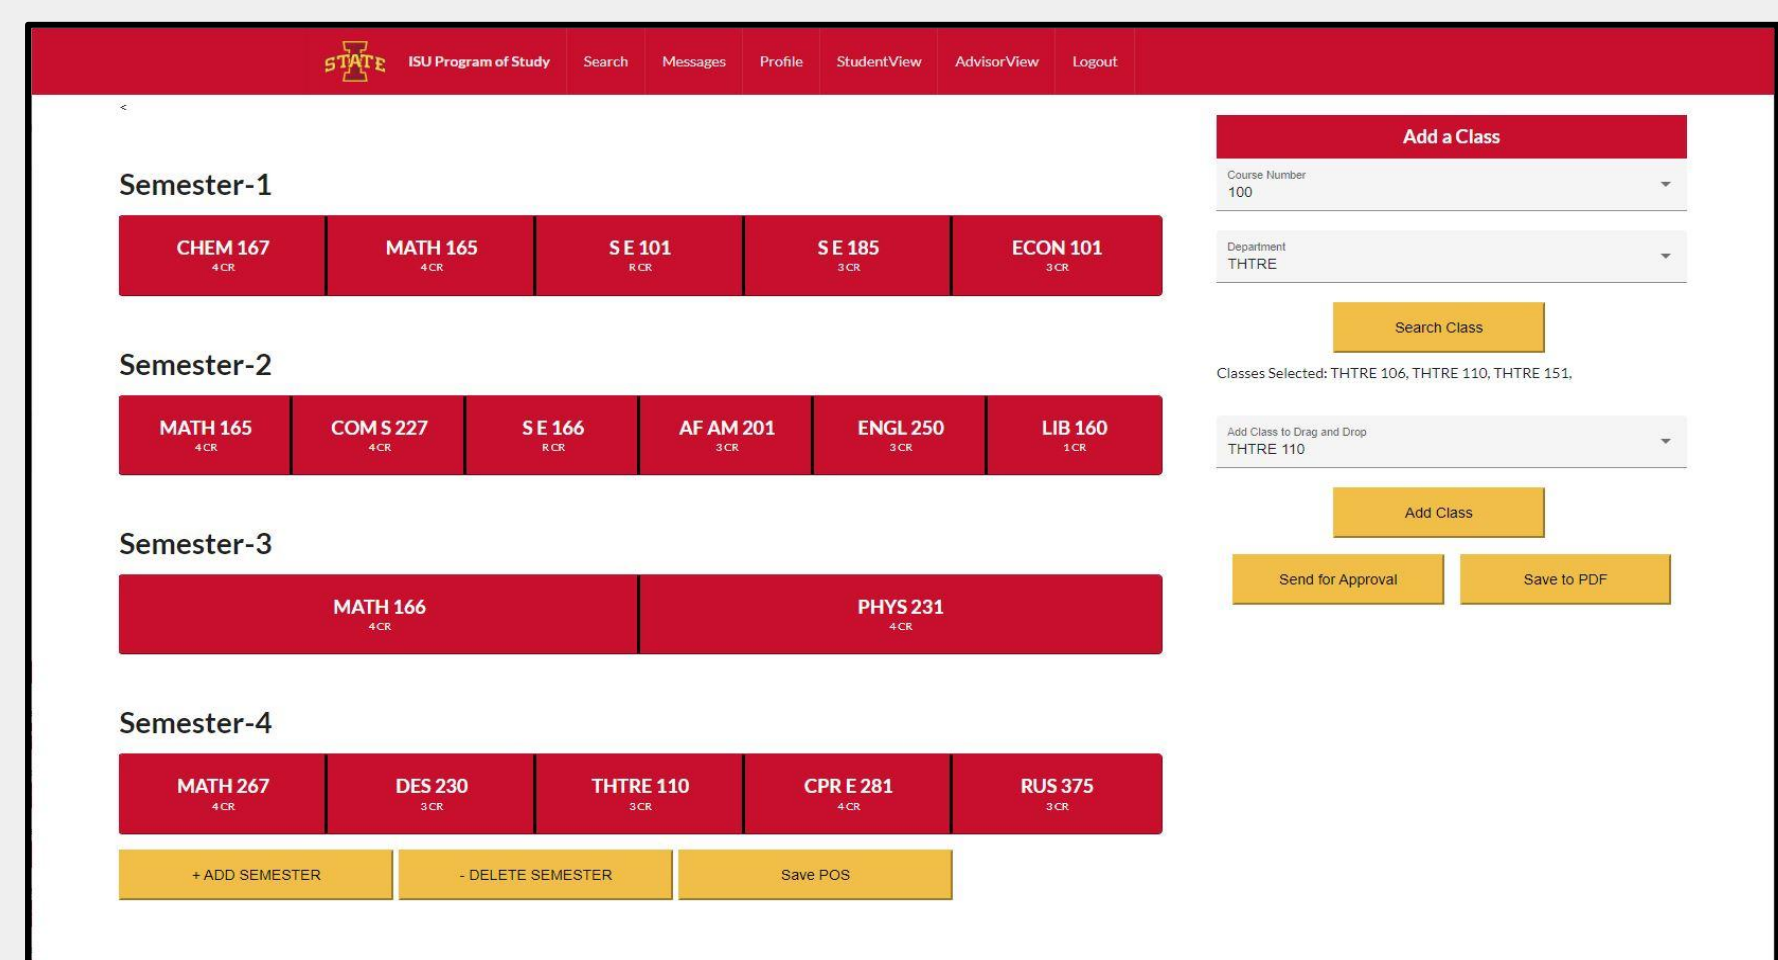 STATE ISU Program of Study Search Messages Profile StudentView AdvisorView Logout
<
Semester-1
CHEM 167 MATH 165 S E 101 S E 185 ECON 101
4 CR 4 CR R CR 3 CR 3 CR
Semester-2
MATH 165 COM S 227 S E 166 AF AM 201 ENGL 250 LIB 160
4 CR 4 CR R CR 3 CR 3 CR 1 CR
Semester-3
MATH 166 PHYS 231
4 CR 4 CR
Semester-4
MATH 267 DES 230 THTRE 110 CPR E 281 RUS 375
4 CR 3 CR 3 CR 4 CR 3 CR
+ ADD SEMESTER - DELETE SEMESTER Save POS
Add a Class
Course Number
100
Department
THTRE
Search Class
Classes Selected: THTRE 106, THTRE 110, THTRE 151,
Add Class to Drag and Drop
THTRE 110
Add Class
Send for Approval Save to PDF